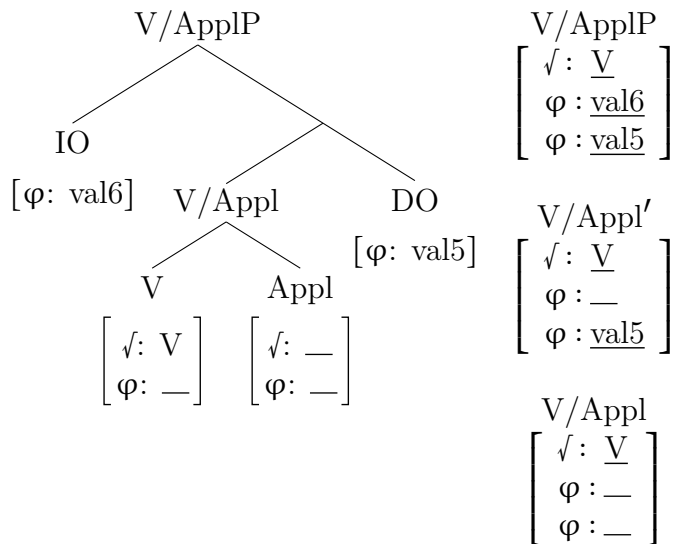 V/ApplP
IO
[φ: val6]
V/Appl
DO
[φ: val5]
V
Appl
√: V
φ: __
√: __
φ: __
V/ApplP
√: V
φ: val6
φ: val5
V/Appl′
√: V
φ: __
φ: val5
V/Appl
√: V
φ: __
φ: __